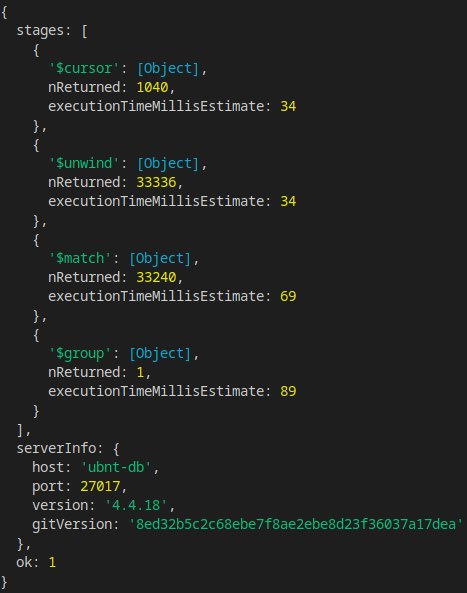 {
  stages: [
    {
      '$cursor': [Object],
      nReturned: 1040,
      executionTimeMillisEstimate: 34
    },
    {
      '$unwind': [Object],
      nReturned: 33336,
      executionTimeMillisEstimate: 34
    },
    {
      '$match': [Object],
      nReturned: 33240,
      executionTimeMillisEstimate: 69
    },
    {
      '$group': [Object],
      nReturned: 1,
      executionTimeMillisEstimate: 89
    }
  ],
  serverInfo: {
    host: 'ubnt-db',
    port: 27017,
    version: '4.4.18',
    gitVersion: '8ed32b5c2c68ebe7f8ae2ebe8d23f36037a17dea'
  },
  ok: 1
}